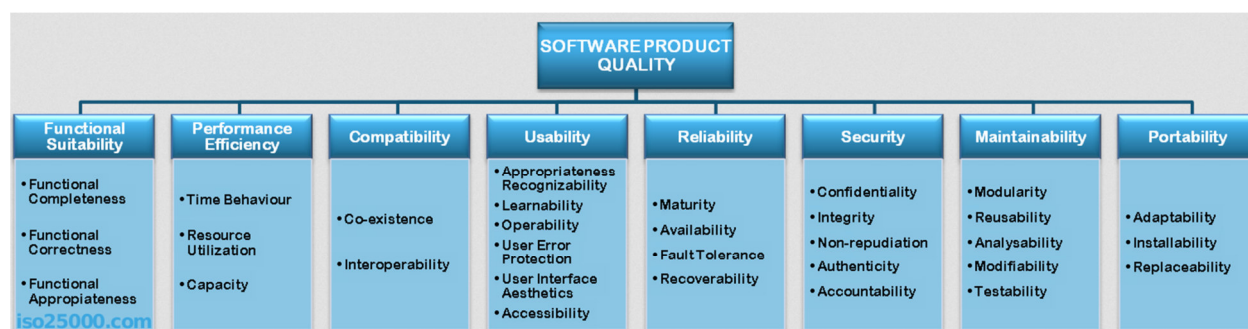 SOFTWARE PRODUCT
QUALITY
Functional
Suitability
• Functional
Completeness
• Functional
Correctness
• Functional
Appropiateness
Performance
Efficiency
• Time Behaviour
• Resource
Utilization
• Capacity
Compatibility
• Co-existence
• Interoperability
Usability
• Appropriateness
Recognizability
• Learnability
• Operability
• User Error
Protection
• User Interface
Aesthetics
• Accessibility
Reliability
• Maturity
• Availability
• Fault Tolerance
• Recoverability
Security
• Confidentiality
• Integrity
• Non-repudiation
• Authenticity
• Accountability
Maintainability
• Modularity
• Reusability
• Analysability
• Modifiability
• Testability
Portability
• Adaptability
• Installability
• Replaceability
iso25000.com